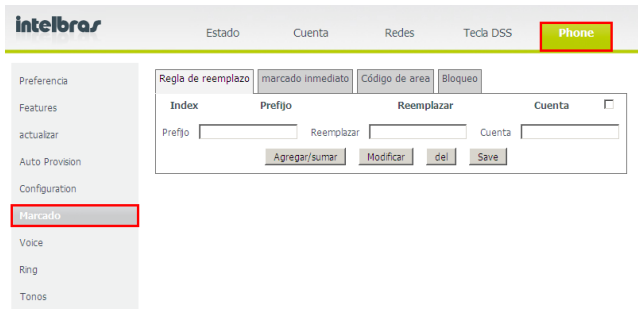 intelbras
Estado Cuenta Redes Tecla DSS Phone
Preferencia
Features
actualizar
Auto Provision
Configuration
Marcado
Voice
Ring
Tonos
Regla de reemplazo marcado inmediato Código de area Bloqueo
Index Prefijo Reemplazar Cuenta
Prefijo Reemplazar Cuenta
Agregar/sumar Modificar del Save